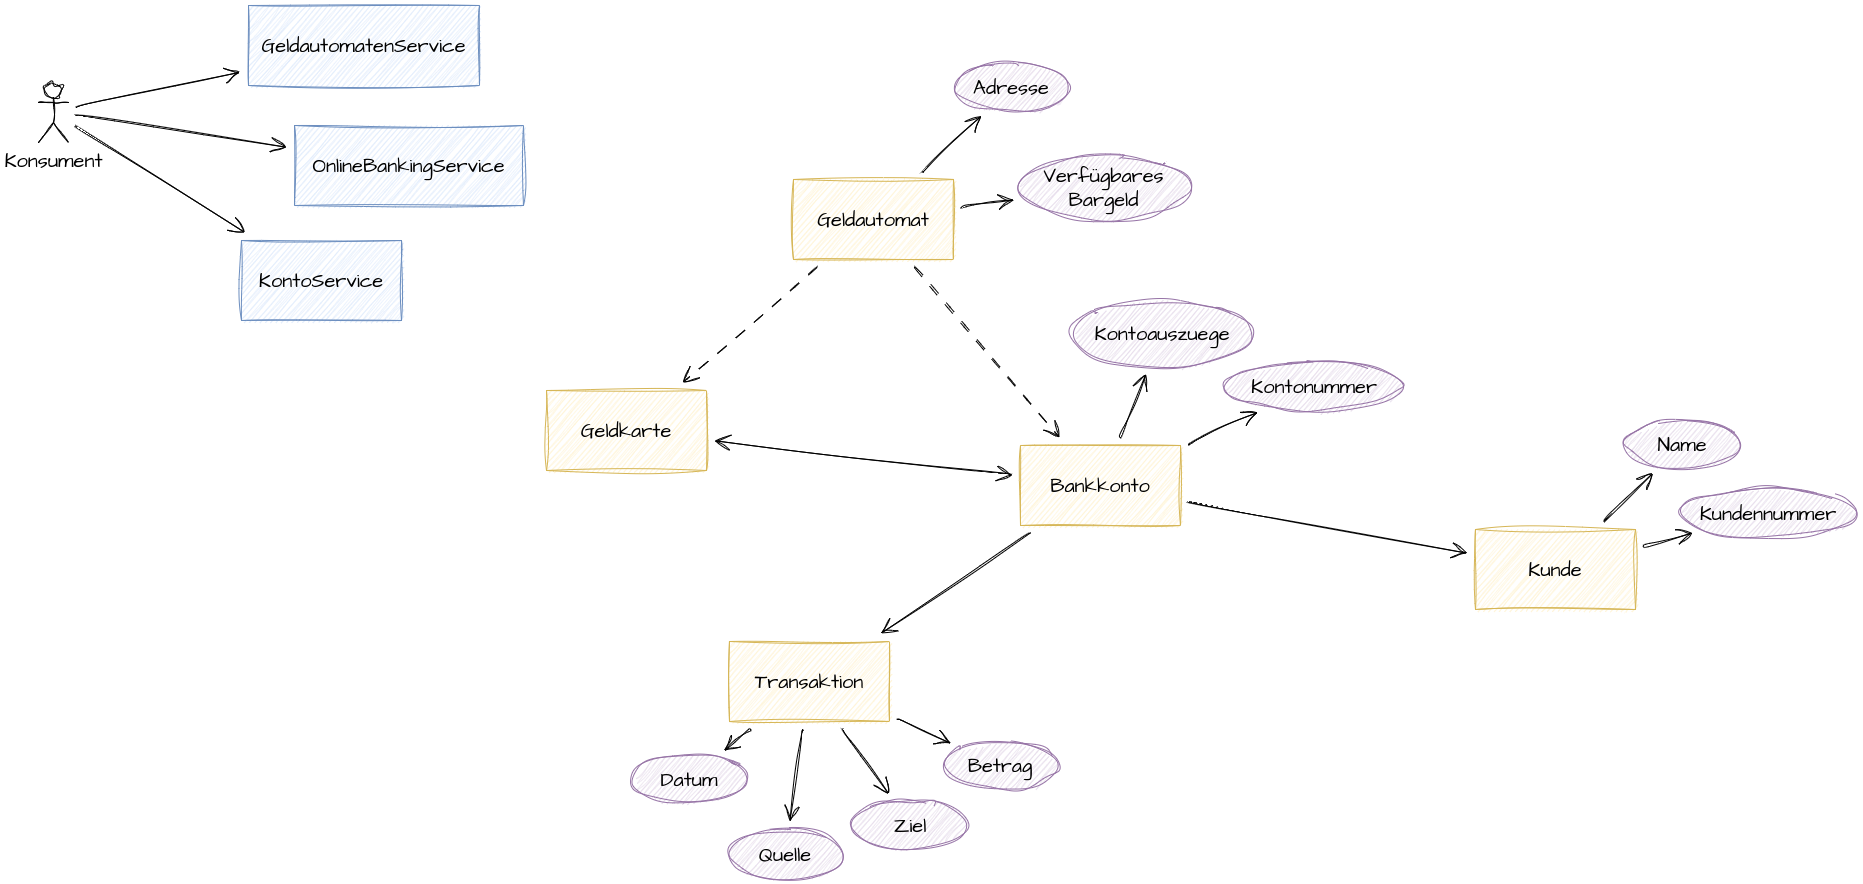 GeldautomatenService
Konsument
OnlineBankingService
KontoService
Adresse
Verfügbares
Bargeld
Geldautomat
Kontoauszuege
Kontonummer
Geldkarte
Bankkonto
Name
Kundennummer
Kunde
Transaktion
Datum
Betrag
Ziel
Quelle